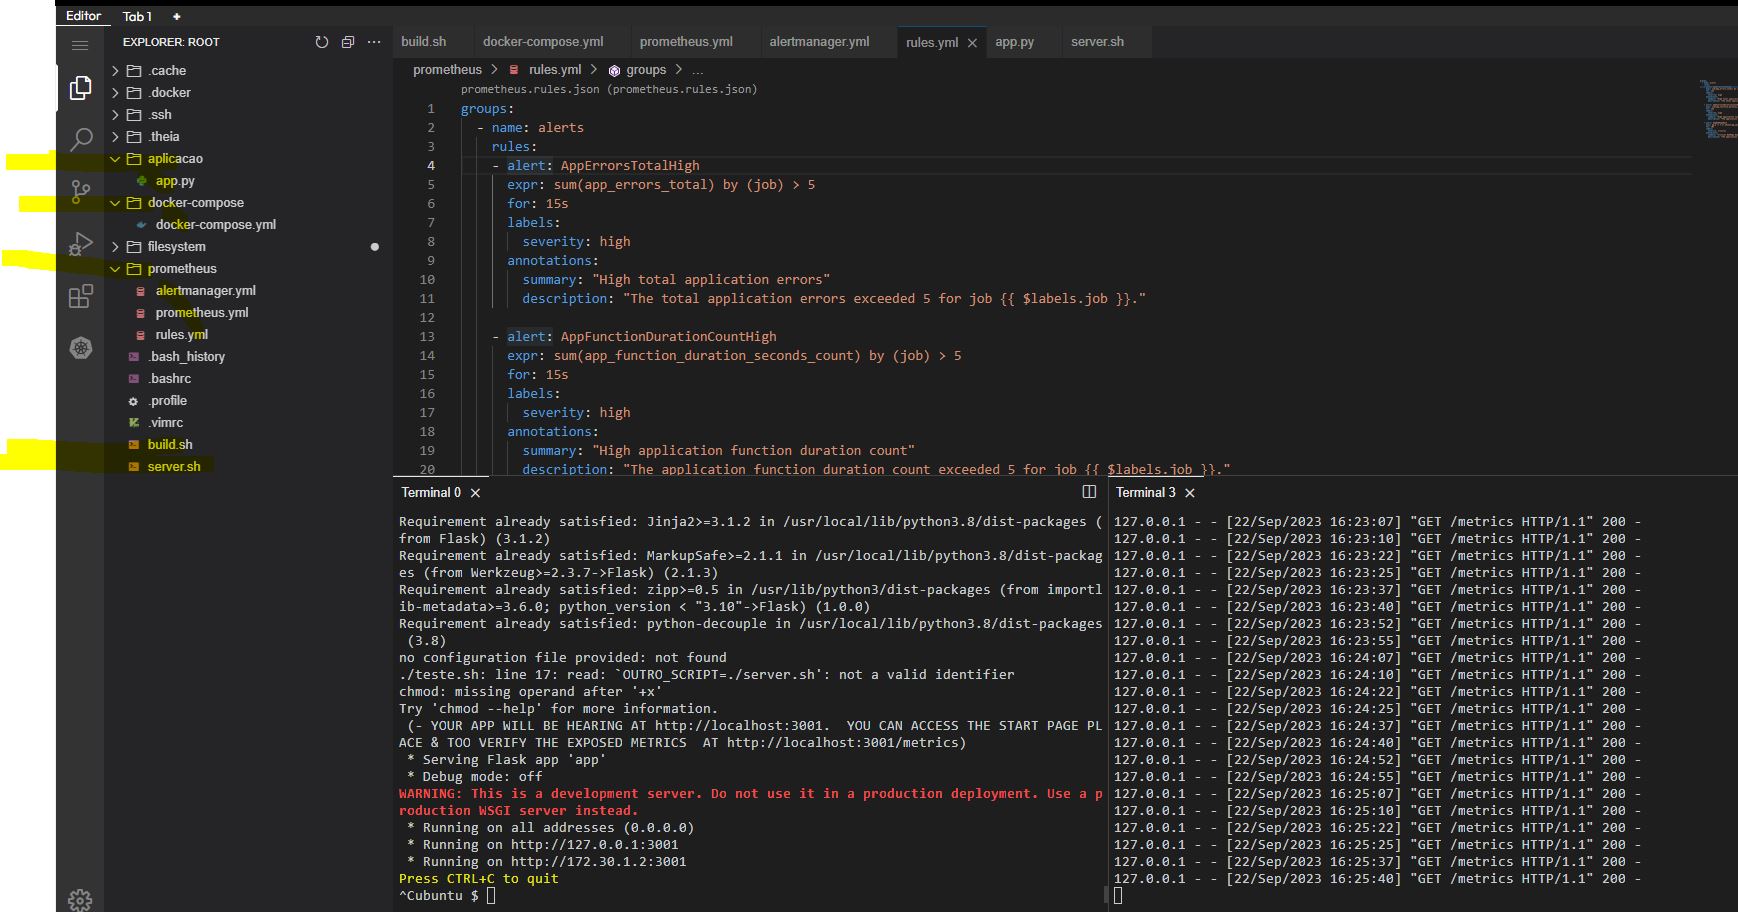 Editor Tab 1 +
EXPLORER: ROOT
.cache
.docker
.ssh
.theia
aplicacao
app.py
docker-compose
docker-compose.yml
filesystem
prometheus
alertmanager.yml
prometheus.yml
rules.yml
.bash_history
.bashrc
.profile
.vimrc
build.sh
server.sh
build.sh docker-compose.yml prometheus.yml alertmanager.yml rules.yml app.py server.sh
prometheus > rules.yml > groups > ...
prometheus.rules.json (prometheus.rules.json)
1 groups:
2 - name: alerts
3 rules:
4 - alert: AppErrorsTotalHigh
5 expr: sum(app_errors_total) by (job) > 5
6 for: 15s
7 labels:
8 severity: high
9 annotations:
10 summary: "High total application errors"
11 description: "The total application errors exceeded 5 for job {{ $labels.job }}."
12
13 - alert: AppFunctionDurationCountHigh
14 expr: sum(app_function_duration_seconds_count) by (job) > 5
15 for: 15s
16 labels:
17 severity: high
18 annotations:
19 summary: "High application function duration count"
20 description: "The application function duration count exceeded 5 for job {{ $labels.job }}."
Terminal 0
Requirement already satisfied: Jinja2>=3.1.2 in /usr/local/lib/python3.8/dist-packages (
from Flask) (3.1.2)
Requirement already satisfied: MarkupSafe>=2.1.1 in /usr/local/lib/python3.8/dist-packag
es (from Werkzeug>=2.3.7->Flask) (2.1.3)
Requirement already satisfied: zipp>=0.5 in /usr/lib/python3/dist-packages (from importl
ib-metadata>=3.6.0; python_version < "3.10"->Flask) (1.0.0)
Requirement already satisfied: python-decouple in /usr/local/lib/python3.8/dist-packages
(3.8)
no configuration file provided: not found
./teste.sh: line 17: read: `OUTRO_SCRIPT=./server.sh': not a valid identifier
chmod: missing operand after '+x'
Try 'chmod --help' for more information.
(- YOUR APP WILL BE HEARING AT http://localhost:3001. YOU CAN ACCESS THE START PAGE PL
ACE & TOO VERIFY THE EXPOSED METRICS AT http://localhost:3001/metrics)
* Serving Flask app 'app'
* Debug mode: off
WARNING: This is a development server. Do not use it in a production deployment. Use a p
roduction WSGI server instead.
* Running on all addresses (0.0.0.0)
* Running on http://127.0.0.1:3001
* Running on http://172.30.1.2:3001
Press CTRL+C to quit
^Cubuntu $
Terminal 3
127.0.0.1 - - [22/Sep/2023 16:23:07] "GET /metrics HTTP/1.1" 200 -
127.0.0.1 - - [22/Sep/2023 16:23:10] "GET /metrics HTTP/1.1" 200 -
127.0.0.1 - - [22/Sep/2023 16:23:22] "GET /metrics HTTP/1.1" 200 -
127.0.0.1 - - [22/Sep/2023 16:23:25] "GET /metrics HTTP/1.1" 200 -
127.0.0.1 - - [22/Sep/2023 16:23:37] "GET /metrics HTTP/1.1" 200 -
127.0.0.1 - - [22/Sep/2023 16:23:40] "GET /metrics HTTP/1.1" 200 -
127.0.0.1 - - [22/Sep/2023 16:23:52] "GET /metrics HTTP/1.1" 200 -
127.0.0.1 - - [22/Sep/2023 16:23:55] "GET /metrics HTTP/1.1" 200 -
127.0.0.1 - - [22/Sep/2023 16:24:07] "GET /metrics HTTP/1.1" 200 -
127.0.0.1 - - [22/Sep/2023 16:24:10] "GET /metrics HTTP/1.1" 200 -
127.0.0.1 - - [22/Sep/2023 16:24:22] "GET /metrics HTTP/1.1" 200 -
127.0.0.1 - - [22/Sep/2023 16:24:25] "GET /metrics HTTP/1.1" 200 -
127.0.0.1 - - [22/Sep/2023 16:24:37] "GET /metrics HTTP/1.1" 200 -
127.0.0.1 - - [22/Sep/2023 16:24:40] "GET /metrics HTTP/1.1" 200 -
127.0.0.1 - - [22/Sep/2023 16:24:52] "GET /metrics HTTP/1.1" 200 -
127.0.0.1 - - [22/Sep/2023 16:24:55] "GET /metrics HTTP/1.1" 200 -
127.0.0.1 - - [22/Sep/2023 16:25:07] "GET /metrics HTTP/1.1" 200 -
127.0.0.1 - - [22/Sep/2023 16:25:10] "GET /metrics HTTP/1.1" 200 -
127.0.0.1 - - [22/Sep/2023 16:25:22] "GET /metrics HTTP/1.1" 200 -
127.0.0.1 - - [22/Sep/2023 16:25:25] "GET /metrics HTTP/1.1" 200 -
127.0.0.1 - - [22/Sep/2023 16:25:37] "GET /metrics HTTP/1.1" 200 -
127.0.0.1 - - [22/Sep/2023 16:25:40] "GET /metrics HTTP/1.1" 200 -